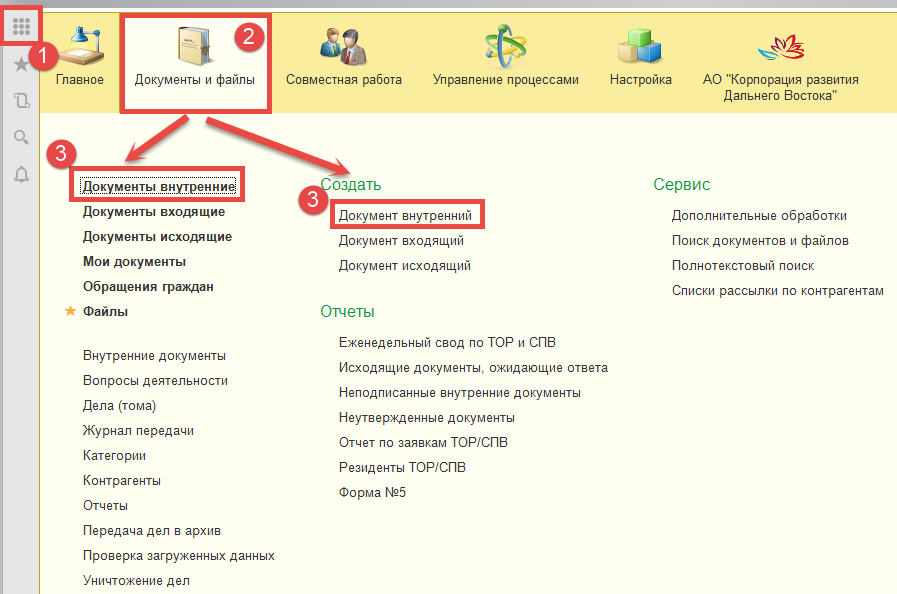 1
2
Главное
Документы и файлы
Совместная работа
Управление процессами
Настройка
АО "Корпорация развития
Дальнего Востока"
3
Документы внутренние
Документы входящие
Документы исходящие
Мои документы
Обращения граждан
Файлы
Внутренние документы
Вопросы деятельности
Дела (тома)
Журнал передачи
Категории
Контрагенты
Отчеты
Передача дел в архив
Проверка загруженных данных
Уничтожение дел
Создать
3
Документ внутренний
Документ входящий
Документ исходящий
Отчеты
Еженедельный свод по ТОР и СПВ
Исходящие документы, ожидающие ответа
Неподписанные внутренние документы
Неутвержденные документы
Отчет по заявкам ТОР/СПВ
Резиденты ТОР/СПВ
Форма №5
Сервис
Дополнительные обработки
Поиск документов и файлов
Полнотекстовый поиск
Списки рассылки по контрагентам